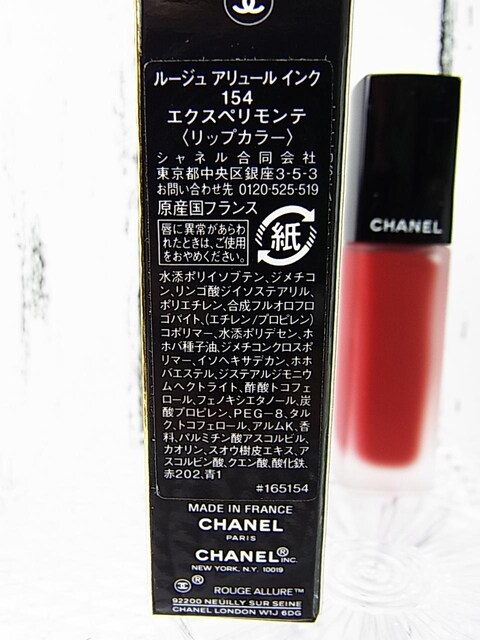 ルージュ アリュール インク
154
エクスペリモンテ
〈リップカラー〉
シャネル合同会社
東京都中央区銀座3-5-3
お問い合わせ先 0120-525-519
原産国フランス
唇に異常があらわ
れたときは、ご使用
をおやめください。
紙
水添ポリイソブテン、ジメチコ
ン、リンゴ酸ジイソステアリル、
ポリエチレン、合成フルオロフロ
ゴパイト、(エチレン/プロピレン)
コポリマー、水添ポリデセン、ホ
ホバ種子油、ジメチコンクロスポ
リマー、イソヘキサデカン、ホホ
バエステル、ジステアルジモニウ
ムヘクトライト、酢酸トコフェ
ロール、フェノキシエタノール、炭
酸プロピレン、PEG-8、タル
ク、トコフェロール、アルムK、香
料、パルミチン酸アスコルビル、
カオリン、スオウ樹皮エキス、ア
スコルビン酸、クエン酸、酸化鉄、
赤202、青1
#165154
MADE IN FRANCE
CHANEL
PARIS
CHANEL® INC.
NEW YORK, N.Y. 10019
® ROUGE ALLURE™
92200 NEUILLY SUR SEINE
CHANEL LONDON W1J 6DG
CHANEL